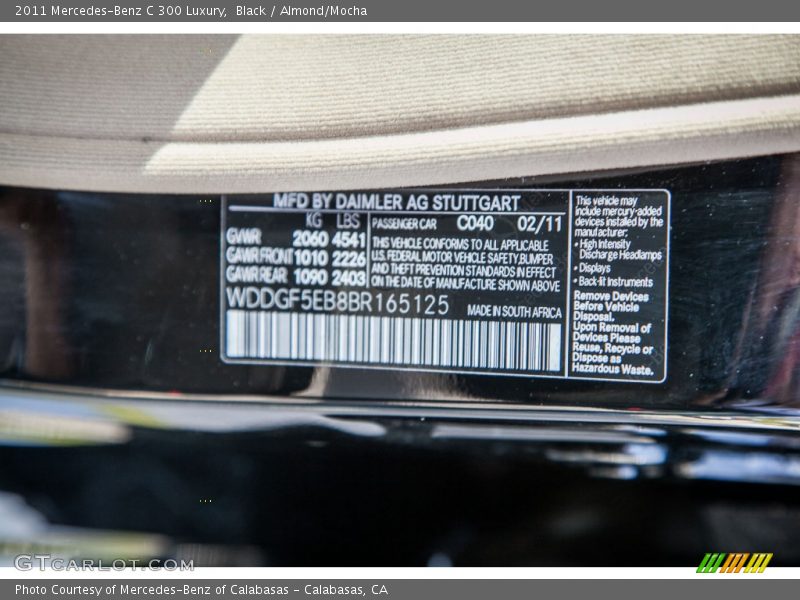 2011 Mercedes-Benz C 300 Luxury,  Black / Almond/Mocha
MFD BY DAIMLER AG STUTTGART
KG LBS
PASSENGER CAR C040 02/11
GVWR 2060 4541
GAWR FRONT 1010 2226
GAWR REAR 1090 2403
THIS VEHICLE CONFORMS TO ALL APPLICABLE
U.S. FEDERAL MOTOR VEHICLE SAFETY,BUMPER
AND THEFT PREVENTION STANDARDS IN EFFECT
ON THE DATE OF MANUFACTURE SHOWN ABOVE
WDDGF5EB8BR165125
MADE IN SOUTH AFRICA
This vehicle may
include mercury-added
devices installed by the
manufacturer:
• High Intensity
Discharge Headlamps
• Displays
• Back-lit Instruments
Remove Devices
Before Vehicle
Disposal.
Upon Removal of
Devices Please
Reuse, Recycle or
Dispose as
Hazardous Waste.
GTCARLOT.COM
Photo Courtesy of Mercedes-Benz of Calabasas - Calabasas, CA